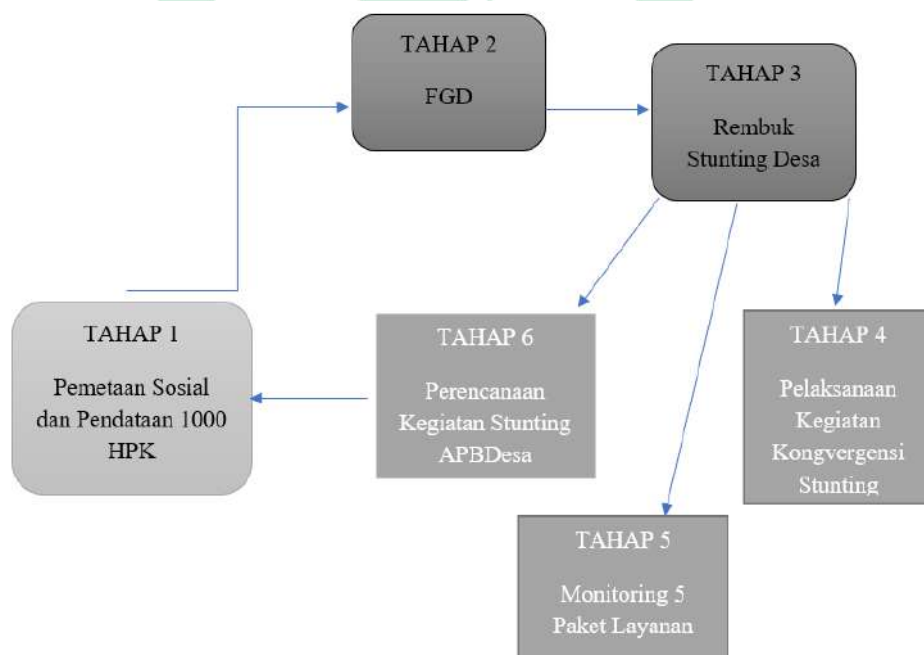 TAHAP 1
Pemetaan Sosial
dan Pendataan 1000
HPK
TAHAP 2
FGD
TAHAP 3
Rembuk
Stunting Desa
TAHAP 4
Pelaksanaan
Kegiatan
Kongvergensi
Stunting
TAHAP 5
Monitoring 5
Paket Layanan
TAHAP 6
Perencanaan
Kegiatan Stunting
APBDesa